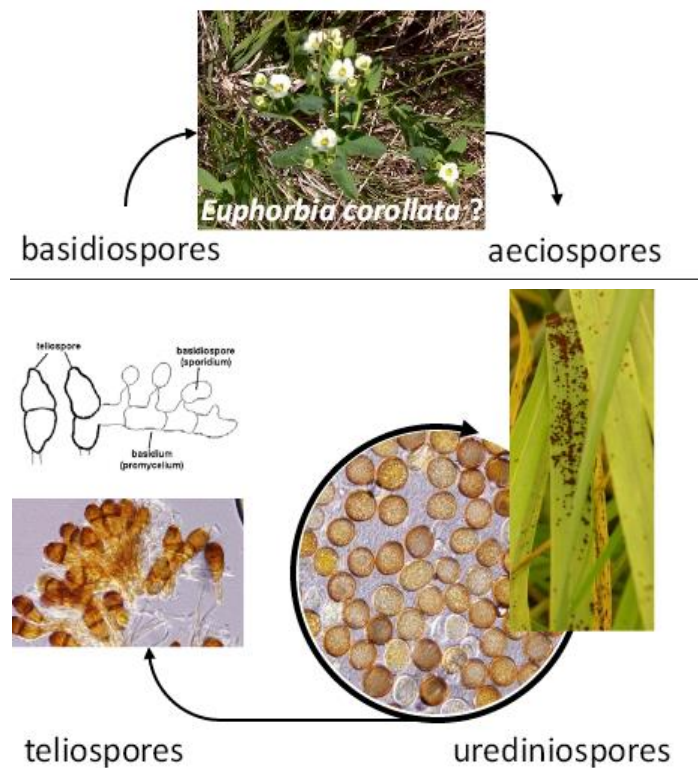 Euphorbia corollata ?
basidiospores
aeciospores
teliospore
basidiospore
(sporidium)
basidium
(promycelium)
teliospores
urediniospores